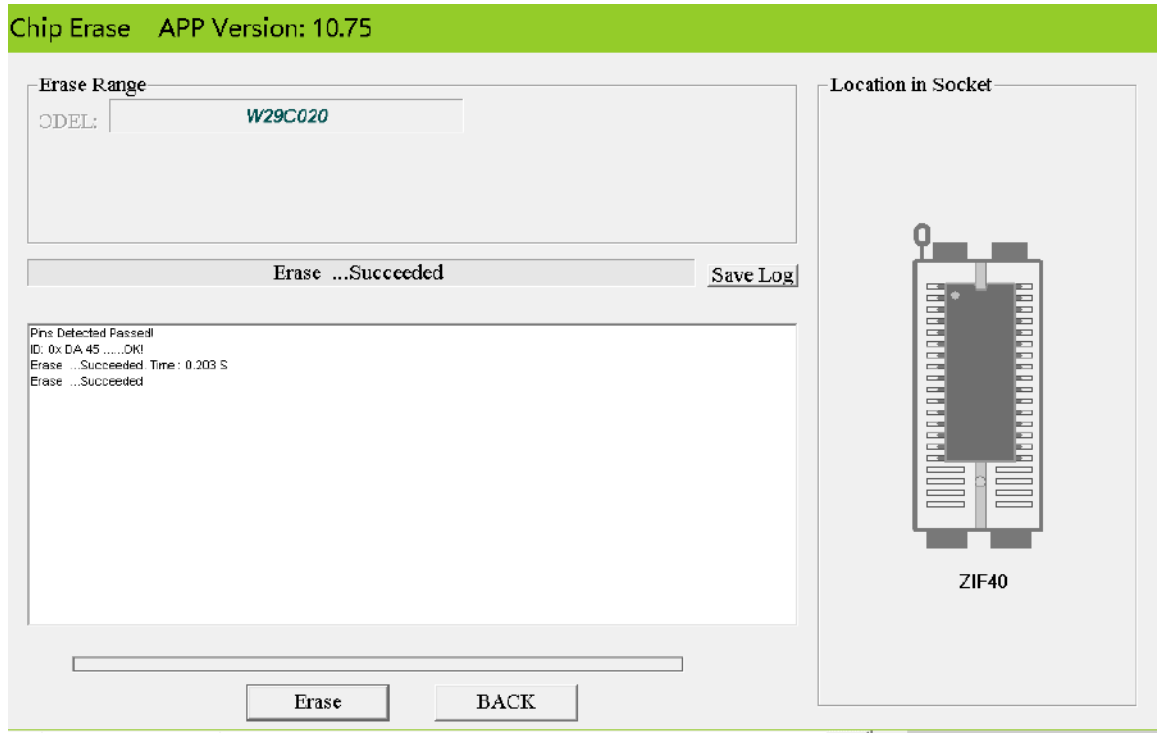 Chip Erase APP Version: 10.75
Erase Range
ODEL: W29C020
Location in Socket
Erase ...Succeeded
Save Log
Pins Detected Passed!
ID: 0x DA 45 ......OK!
Erase ...Succeeded. Time : 0.203 S
Erase ...Succeeded
ZIF40
Erase
BACK